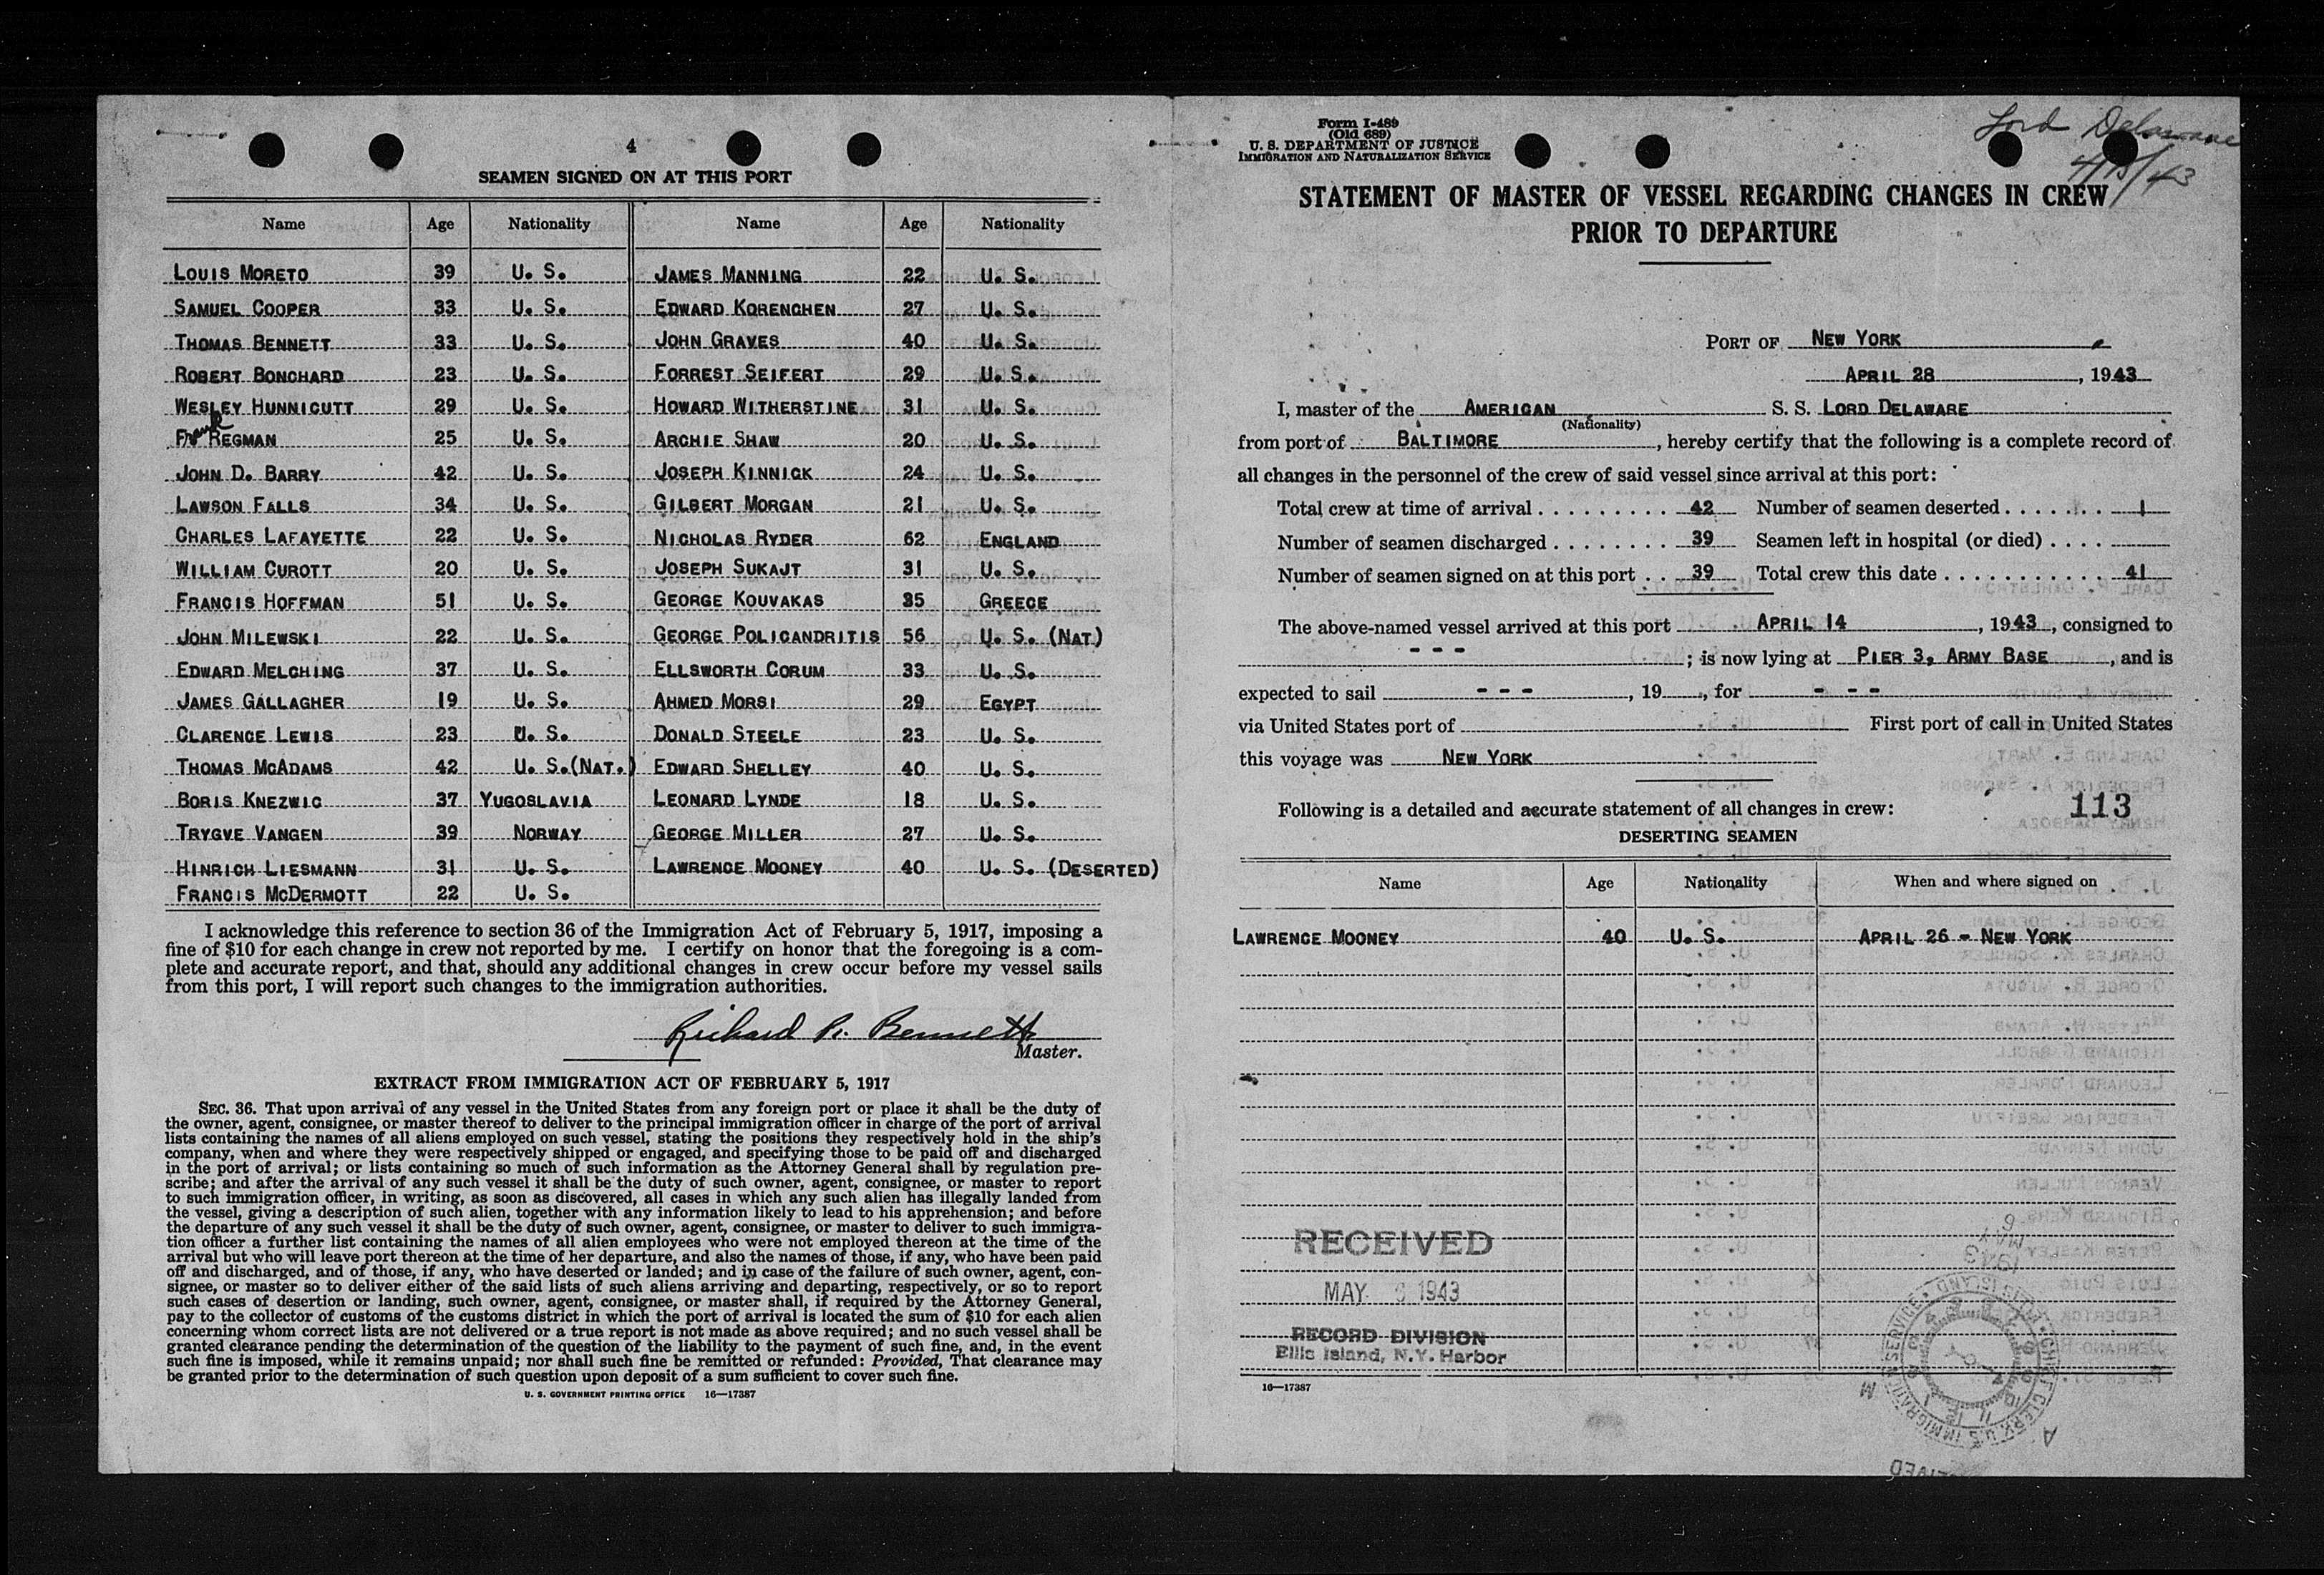 4
SEAMEN SIGNED ON AT THIS PORT
Name Age Nationality Name Age Nationality
LOUIS MORETO 39 U. S. JAMES MANNING 22 U. S.
SAMUEL COOPER 33 U. S. EDWARD KORENCHEN 27 U. S.
THOMAS BENNETT 33 U. S. JOHN GRAVES 40 U. S.
ROBERT BONCHARD 23 U. S. FORREST SEIFERT 29 U. S.
WESLEY HUNNICUTT 29 U. S. HOWARD WITHERSTINE 31 U. S.
Frank REGMAN 25 U. S. ARCHIE SHAW 20 U. S.
JOHN D. BARRY 42 U. S. JOSEPH KINNICK 24 U. S.
LAWSON FALLS 34 U. S. GILBERT MORGAN 21 U. S.
CHARLES LAFAYETTE 22 U. S. NICHOLAS RYDER 62 ENGLAND
WILLIAM CUROTT 20 U. S. JOSEPH SUKAJT 31 U. S.
FRANCIS HOFFMAN 51 U. S. GEORGE KOUVAKAS 35 GREECE
JOHN MILEWSKI 22 U. S. GEORGE POLICANDRITIS 56 U. S. (NAT.)
EDWARD MELCHING 37 U. S. ELLSWORTH CORUM 33 U. S.
JAMES GALLAGHER 19 U. S. AHMED MORSI 29 EGYPT
CLARENCE LEWIS 23 U. S. DONALD STEELE 23 U. S.
THOMAS MCADAMS 42 U. S.(NAT.) EDWARD SHELLEY 40 U. S.
BORIS KNEZWIC 37 YUGOSLAVIA LEONARD LYNDE 18 U. S.
TRYGVE VANGEN 39 NORWAY GEORGE MILLER 27 U. S.
HINRICH LIESMANN 31 U. S. LAWRENCE MOONEY 40 U. S. (DESERTED)
FRANCIS MCDERMOTT 22 U. S.
I acknowledge this reference to section 36 of the Immigration Act of February 5, 1917, imposing a
fine of $10 for each change in crew not reported by me. I certify on honor that the foregoing is a com-
plete and accurate report, and that, should any additional changes in crew occur before my vessel sails
from this port, I will report such changes to the immigration authorities.
Richard R. Bennett
Master.
EXTRACT FROM IMMIGRATION ACT OF FEBRUARY 5, 1917
SEC. 36. That upon arrival of any vessel in the United States from any foreign port or place it shall be the duty of
the owner, agent, consignee, or master thereof to deliver to the principal immigration officer in charge of the port of arrival
lists containing the names of all aliens employed on such vessel, stating the positions they respectively hold in the ship's
company, when and where they were respectively shipped or engaged, and specifying those to be paid off and discharged
in the port of arrival; or lists containing so much of such information as the Attorney General shall by regulation pre-
scribe; and after the arrival of any such vessel it shall be the duty of such owner, agent, consignee, or master to report
to such immigration officer, in writing, as soon as discovered, all cases in which any such alien has illegally landed from
the vessel, giving a description of such alien, together with any information likely to lead to his apprehension; and before
the departure of any such vessel it shall be the duty of such owner, agent, consignee, or master to deliver to such immigra-
tion officer a further list containing the names of all alien employees who were not employed thereon at the time of the
arrival but who will leave port thereon at the time of her departure, and also the names of those, if any, who have been paid
off and discharged, and of those, if any, who have deserted or landed; and in case of the failure of such owner, agent, con-
signee, or master so to deliver either of the said lists of such aliens arriving and departing, respectively, or so to report
such cases of desertion or landing, such owner, agent, consignee, or master shall, if required by the Attorney General,
pay to the collector of customs of the customs district in which the port of arrival is located the sum of $10 for each alien
concerning whom correct lists are not delivered or a true report is not made as above required; and no such vessel shall be
granted clearance pending the determination of the question of the liability to the payment of such fine, and, in the event
such fine is imposed, while it remains unpaid; nor shall such fine be remitted or refunded: Provided, That clearance may
be granted prior to the determination of such question upon deposit of a sum sufficient to cover such fine.
U. S. GOVERNMENT PRINTING OFFICE 16—17387
Form I-489
(Old 689)
U. S. DEPARTMENT OF JUSTICE
IMMIGRATION AND NATURALIZATION SERVICE
Lord Delaware
4/15/43
STATEMENT OF MASTER OF VESSEL REGARDING CHANGES IN CREW
PRIOR TO DEPARTURE
PORT OF NEW YORK
APRIL 28, 1943
I, master of the AMERICAN S. S. LORD DELAWARE
(Nationality)
from port of BALTIMORE, hereby certify that the following is a complete record of
all changes in the personnel of the crew of said vessel since arrival at this port:
Total crew at time of arrival . . . . . . . . . 42 Number of seamen deserted . . . . . . . 1
Number of seamen discharged . . . . . . . . 39 Seamen left in hospital (or died) . . . .
Number of seamen signed on at this port . . 39 Total crew this date . . . . . . . . . . . . 41
The above-named vessel arrived at this port APRIL 14, 1943, consigned to
- - - ; is now lying at PIER 3, ARMY BASE, and is
expected to sail - - - , 19 , for - - -
via United States port of First port of call in United States
this voyage was NEW YORK
Following is a detailed and accurate statement of all changes in crew: 113
DESERTING SEAMEN
Name Age Nationality When and where signed on
LAWRENCE MOONEY 40 U. S. APRIL 26 - NEW YORK
RECEIVED
MAY 1943
RECORD DIVISION
Ellis Island, N.Y. Harbor
16—17387